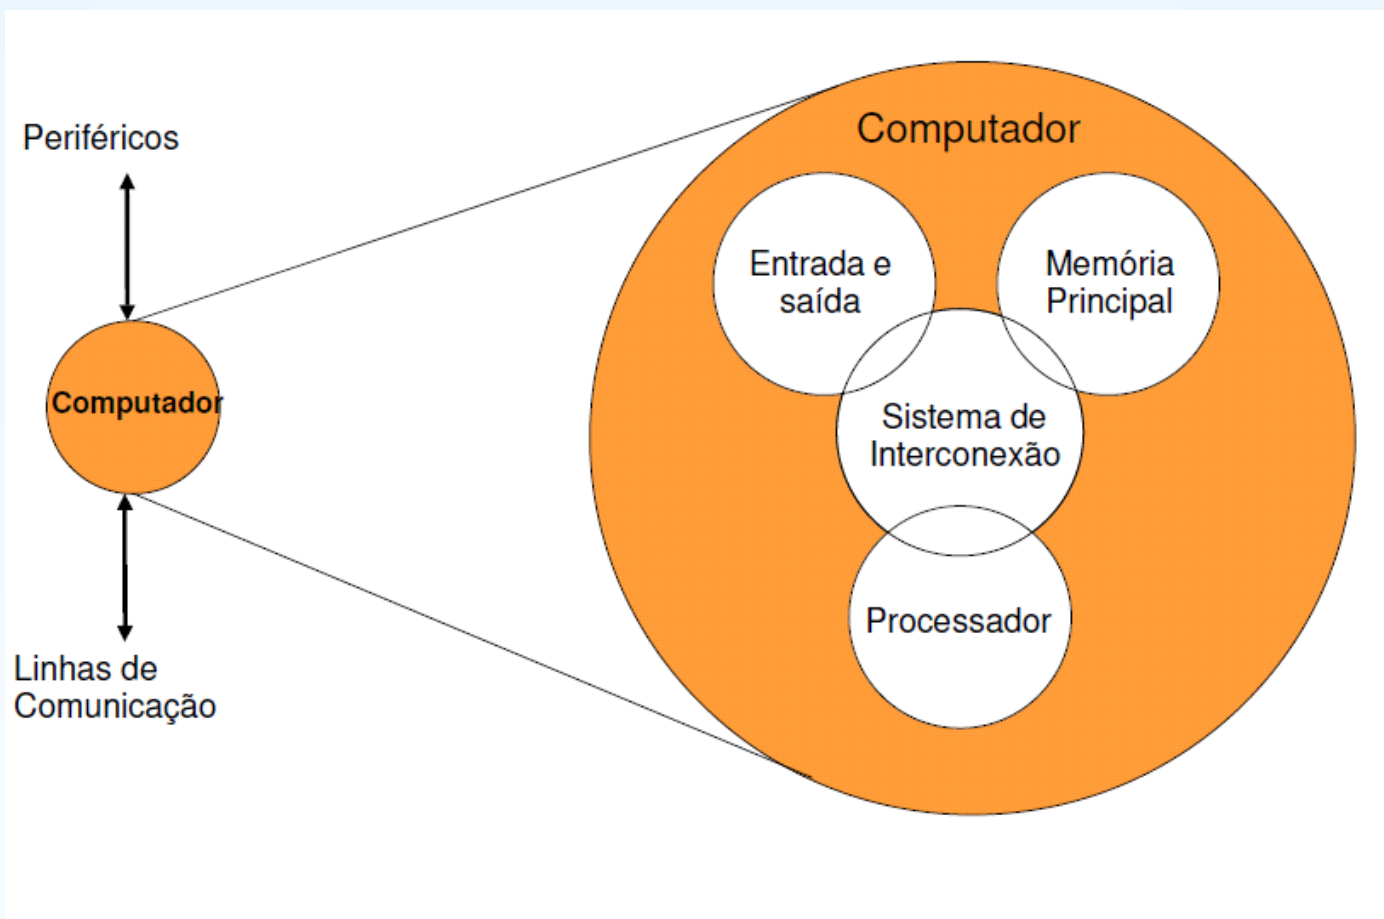 Periféricos
Computador
Linhas de
Comunicação
Computador
Entrada e
saída
Memória
Principal
Sistema de
Interconexão
Processador